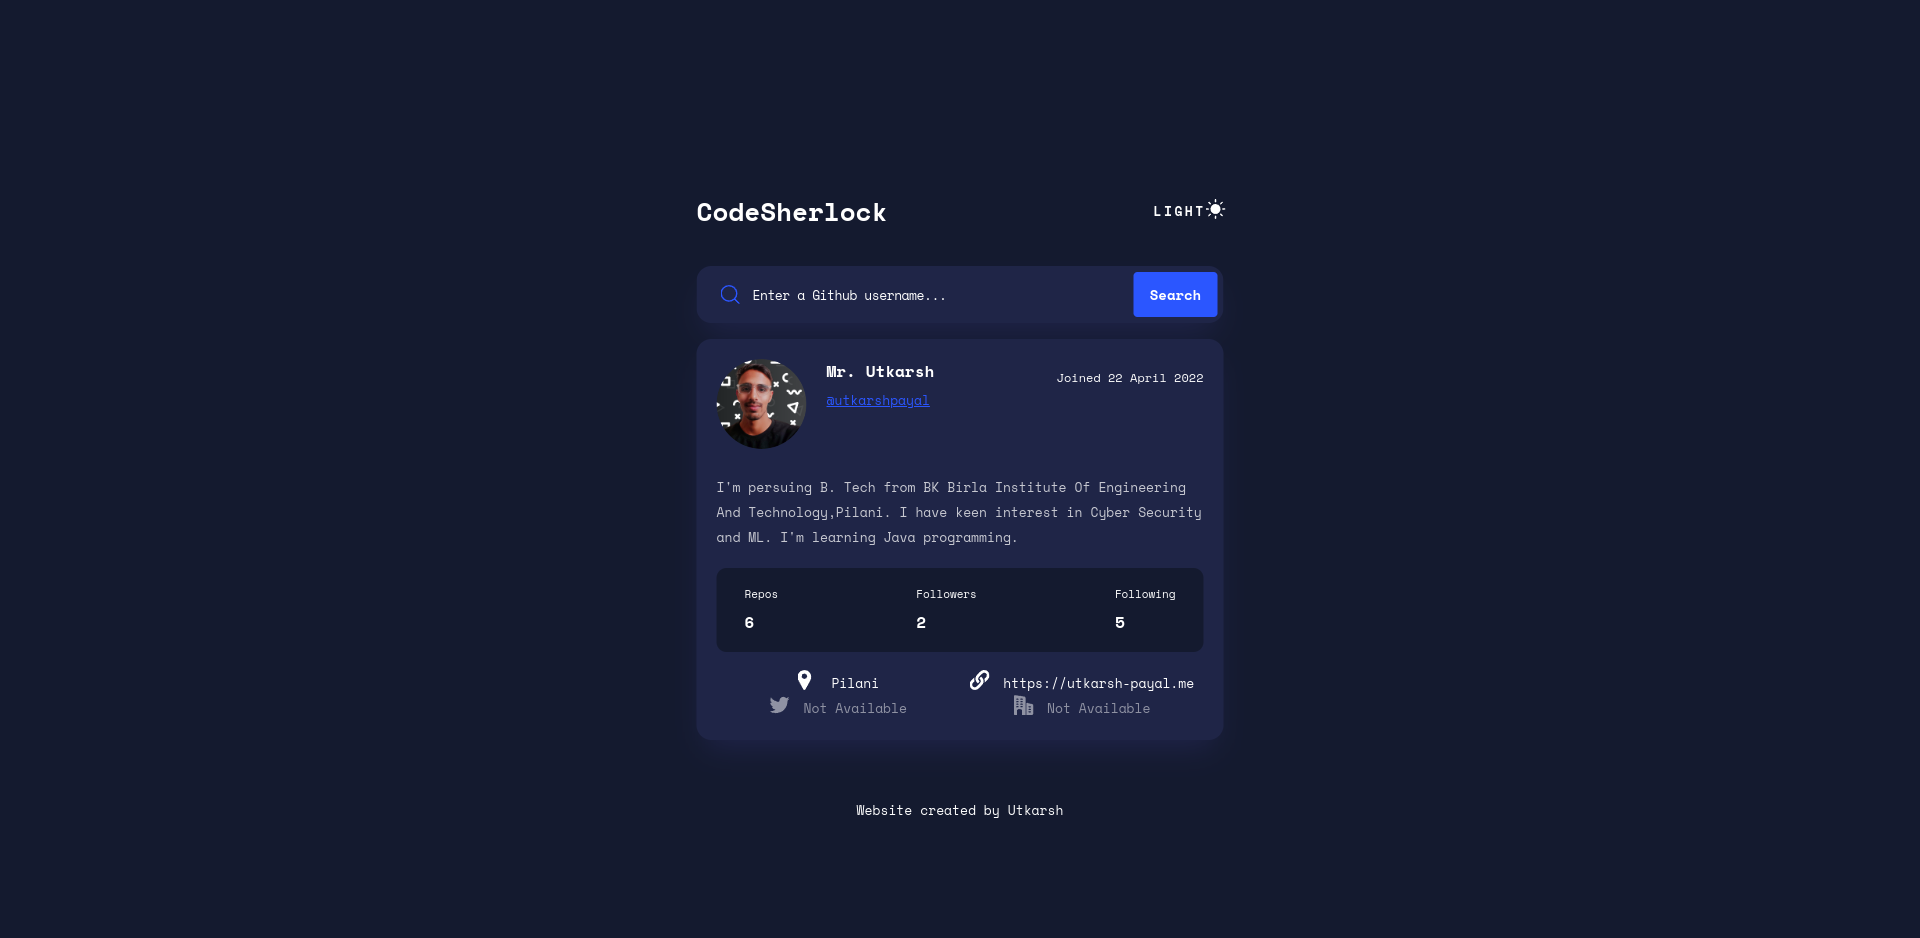 CodeSherlock
LIGHT
Enter a Github username...
Search
Mr. Utkarsh
Joined 22 April 2022
@utkarshpayal
I'm persuing B. Tech from BK Birla Institute Of Engineering
And Technology,Pilani. I have keen interest in Cyber Security
and ML. I'm learning Java programming.
Repos Followers Following
6 2 5
Pilani https://utkarsh-payal.me
Not Available Not Available
Website created by Utkarsh